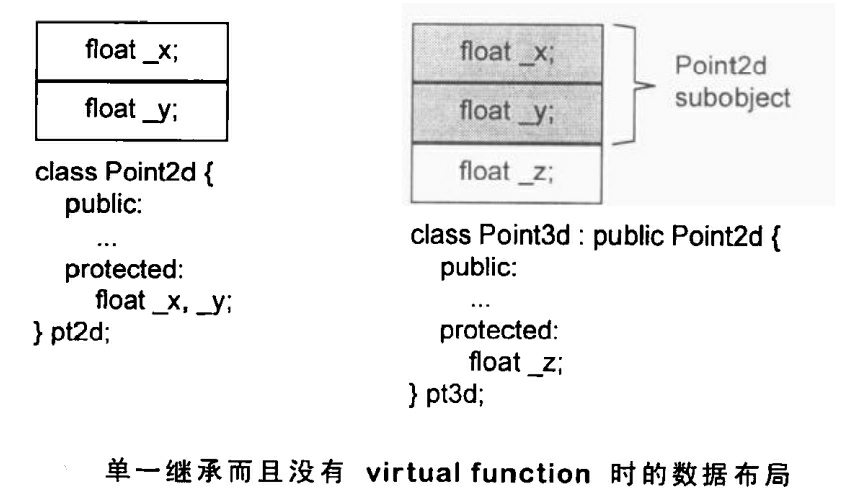 float _x;
float _y;
class Point2d {
public:
...
protected:
float _x, _y;
} pt2d;
float _x;
float _y;
float _z;
Point2d
subobject
class Point3d : public Point2d {
public:
...
protected:
float _z;
} pt3d;
单一继承而且没有 virtual function 时的数据布局